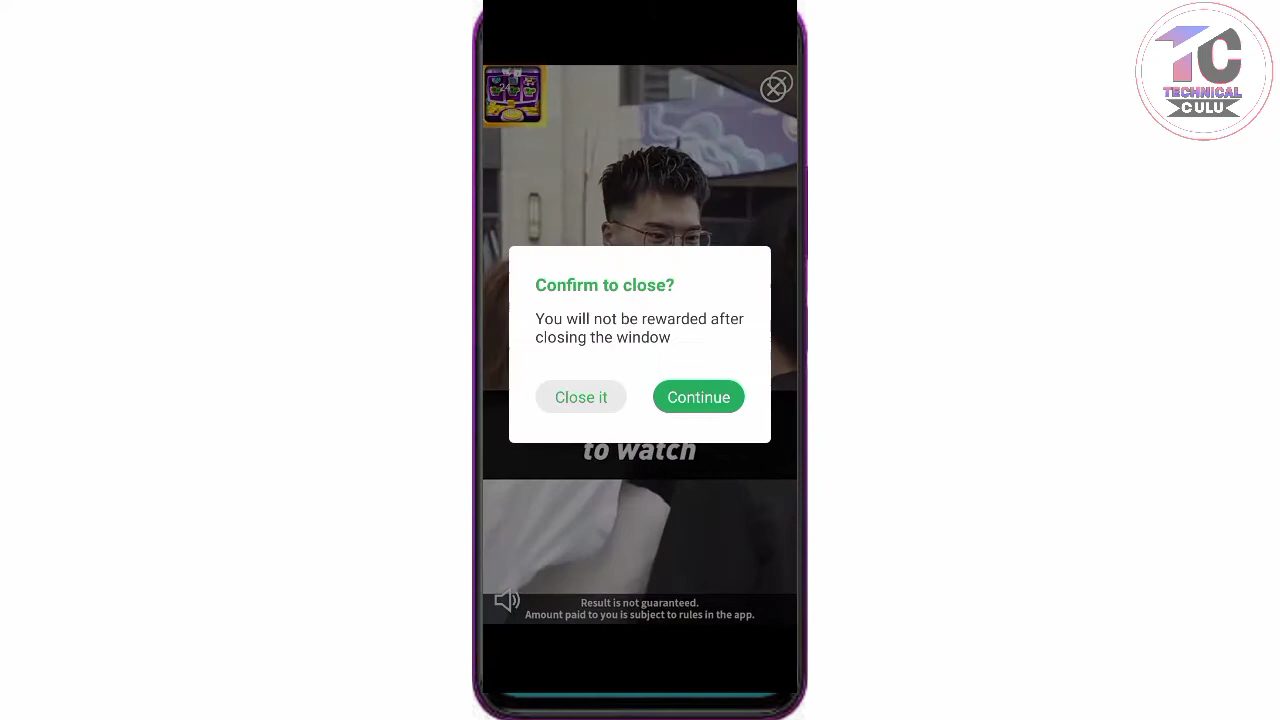 TC
TECHNICAL
CULU
Confirm to close?
You will not be rewarded after
closing the window
Close it
Continue
to watch
Result is not guaranteed.
Amount paid to you is subject to rules in the app.